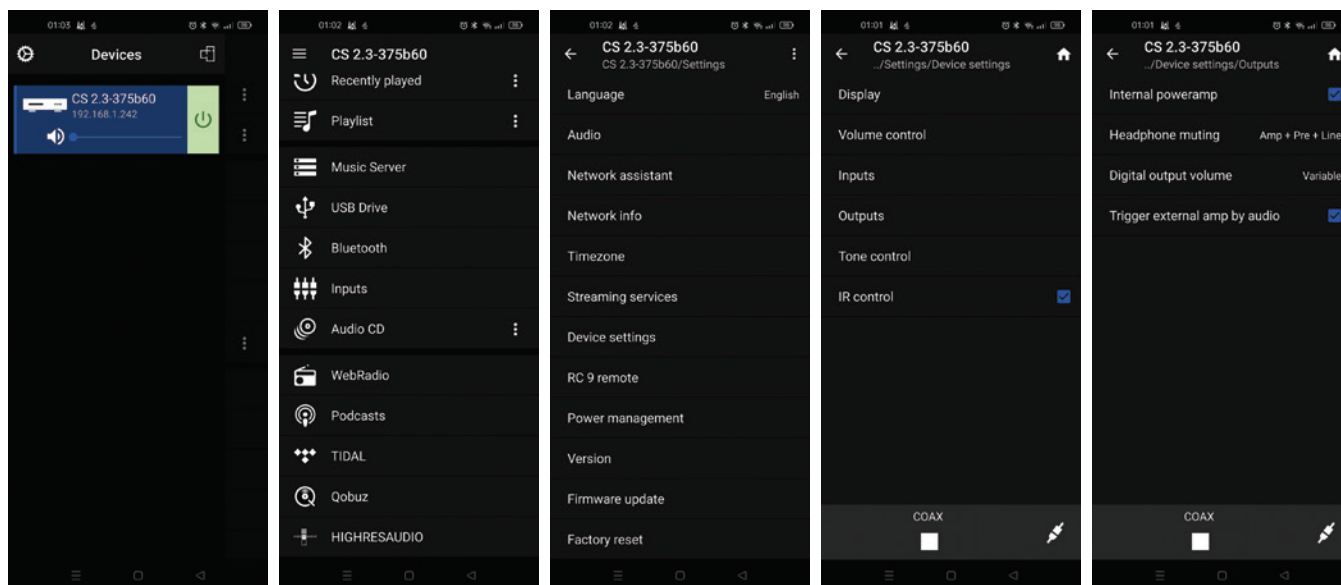 01:03
Devices
CS 2.3-375b60
192.168.1.242
01:02
CS 2.3-375b60
Recently played
Playlist
Music Server
USB Drive
Bluetooth
Inputs
Audio CD
WebRadio
Podcasts
TIDAL
Qobuz
HIGHRESAUDIO
01:02
CS 2.3-375b60
CS 2.3-375b60/Settings
Language English
Audio
Network assistant
Network info
Timezone
Streaming services
Device settings
RC 9 remote
Power management
Version
Firmware update
Factory reset
01:01
CS 2.3-375b60
../Settings/Device settings
Display
Volume control
Inputs
Outputs
Tone control
IR control
COAX
01:01
CS 2.3-375b60
../Device settings/Outputs
Internal poweramp
Headphone muting Amp + Pre + Line
Digital output volume Variable
Trigger external amp by audio
COAX